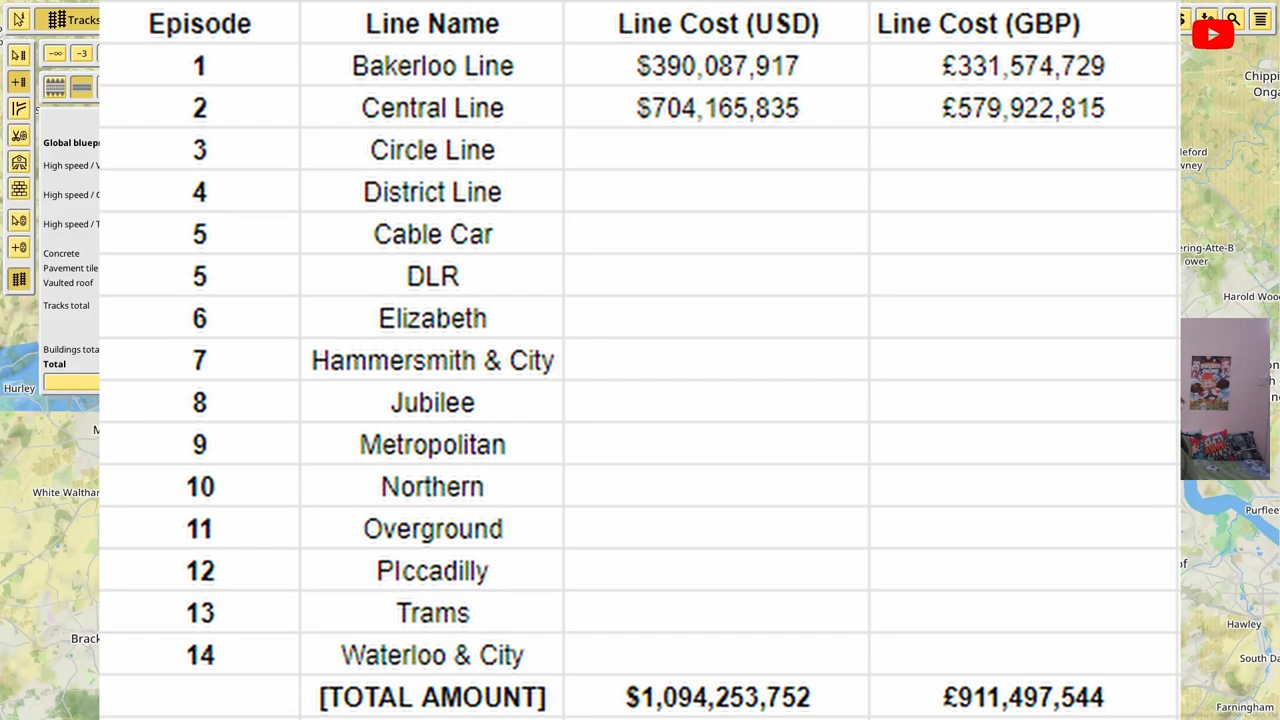 Episode Line Name Line Cost (USD) Line Cost (GBP)
1 Bakerloo Line $390,087,917 £331,574,729
2 Central Line $704,165,835 £579,922,815
3 Circle Line
4 District Line
5 Cable Car
5 DLR
6 Elizabeth
7 Hammersmith & City
8 Jubilee
9 Metropolitan
10 Northern
11 Overground
12 PIccadilly
13 Trams
14 Waterloo & City
[TOTAL AMOUNT] $1,094,253,752 £911,497,544
Tracks
-∞ -3
Global bluepr
High speed / V
High speed / C
High speed / T
Concrete
Pavement tile
Vaulted roof
Tracks total
Buildings tota
Total
Hurley
White Waltha
Brack
Chippi
Onga
leford
wney
ering-Atte-B
ower
Harold Woo
Purflee
Hawley
South Da
Farningham